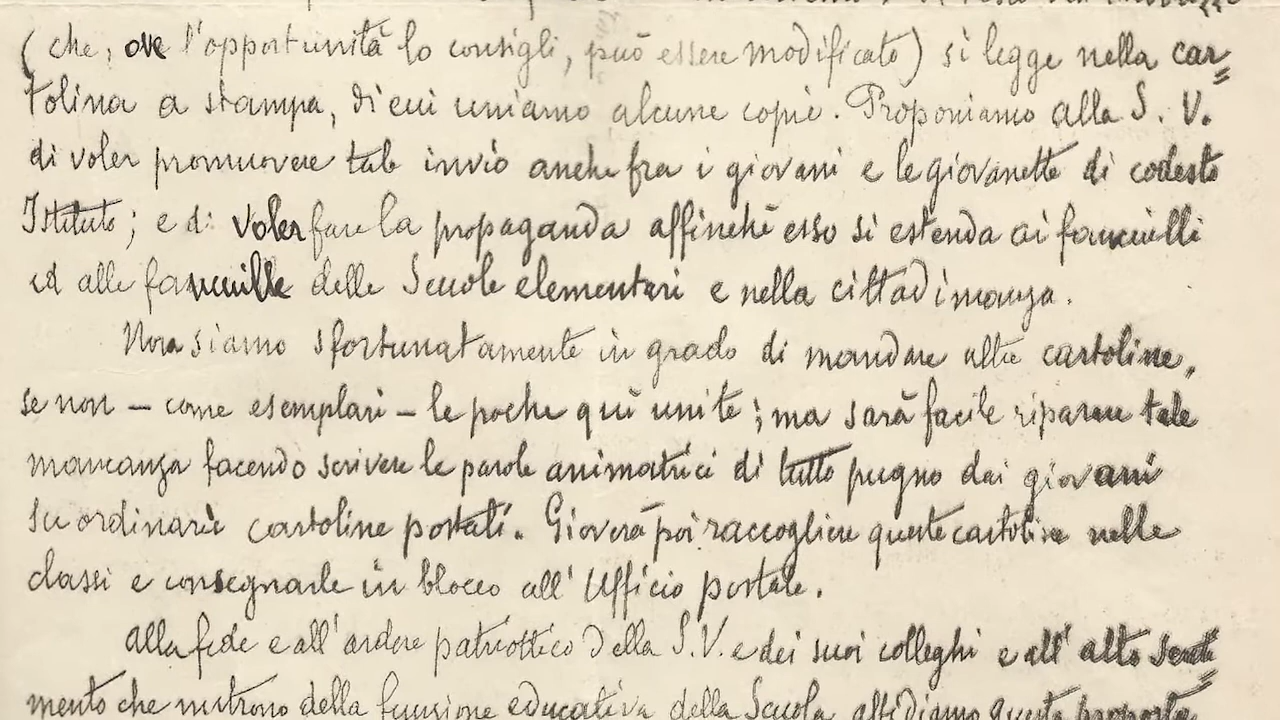 (che, ove l'opportunità lo consigli, può essere modificato) si legge nella car=
tolina a stampa, di cui uniamo alcune copie. Proponiamo alla S. V.
di voler promuovere tale invio anche fra i giovani e le giovanette di codesto
Istituto; e di voler fare la propaganda affinchè esso si estenda ai fanciulli
ed alle fanciulle delle Scuole elementari e nella cittadinanza.
Non siamo sfortunatamente in grado di mandare altre cartoline,
se non – come esemplari – le poche quì unite; ma sarà facile riparare tale
mancanza facendo scrivere le parole animatrici di tutto pugno dai giovani
su ordinarie cartoline postali. Gioverà poi raccogliere queste cartoline nelle
classi e consegnarle in blocco all'Ufficio postale.
Alla fede e all'ardore patriottico della S.V. e dei suoi colleghi e all'alto senti=
mento che nutrono della funzione educativa della Scuola affidiamo questa proposta